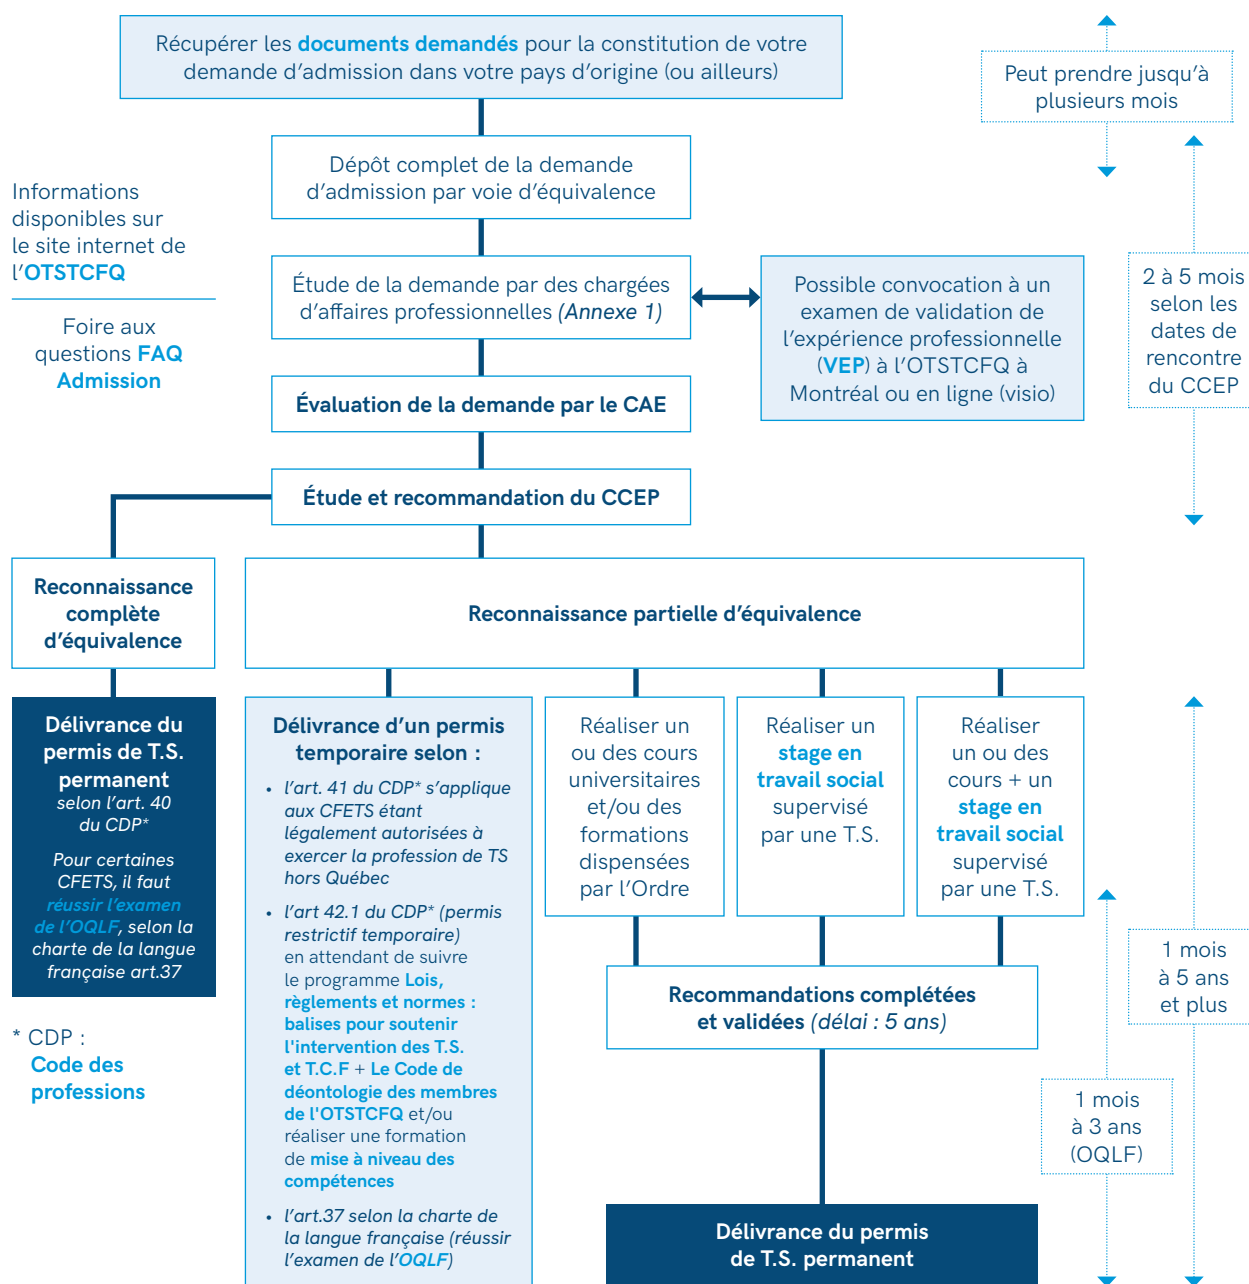 Récupérer les documents demandés pour la constitution de votre
demande d'admission dans votre pays d'origine (ou ailleurs)
Peut prendre jusqu'à
plusieurs mois
Dépôt complet de la demande
d'admission par voie d'équivalence
Informations
disponibles sur
le site internet de
l'OTSTCFQ
Foire aux
questions FAQ
Admission
Étude de la demande par des chargées
d'affaires professionnelles (Annexe 1)
Possible convocation à un
examen de validation de
l'expérience professionnelle
(VEP) à l'OTSTCFQ à
Montréal ou en ligne (visio)
2 à 5 mois
selon les
dates de
rencontre
du CCEP
Évaluation de la demande par le CAE
Étude et recommandation du CCEP
Reconnaissance
complète
d'équivalence
Reconnaissance partielle d'équivalence
Délivrance du
permis de T.S.
permanent
selon l'art. 40
du CDP*
Pour certaines
CFETS, il faut
réussir l'examen
de l'OQLF, selon la
charte de la langue
française art.37
* CDP :
Code des
professions
Délivrance d'un permis
temporaire selon :
• l'art. 41 du CDP* s'applique
aux CFETS étant
légalement autorisées à
exercer la profession de TS
hors Québec
• l'art 42.1 du CDP* (permis
restrictif temporaire)
en attendant de suivre
le programme Lois,
règlements et normes :
balises pour soutenir
l'intervention des T.S.
et T.C.F + Le Code de
déontologie des membres
de l'OTSTCFQ et/ou
réaliser une formation
de mise à niveau des
compétences
• l'art.37 selon la charte de
la langue française (réussir
l'examen de l'OQLF)
Réaliser un
ou des cours
universitaires
et/ou des
formations
dispensées
par l'Ordre
Réaliser un
stage en
travail social
supervisé
par une T.S.
Réaliser
un ou des
cours + un
stage en
travail social
supervisé
par une T.S.
Recommandations complétées
et validées (délai : 5 ans)
1 mois
à 5 ans
et plus
1 mois
à 3 ans
(OQLF)
Délivrance du permis
de T.S. permanent